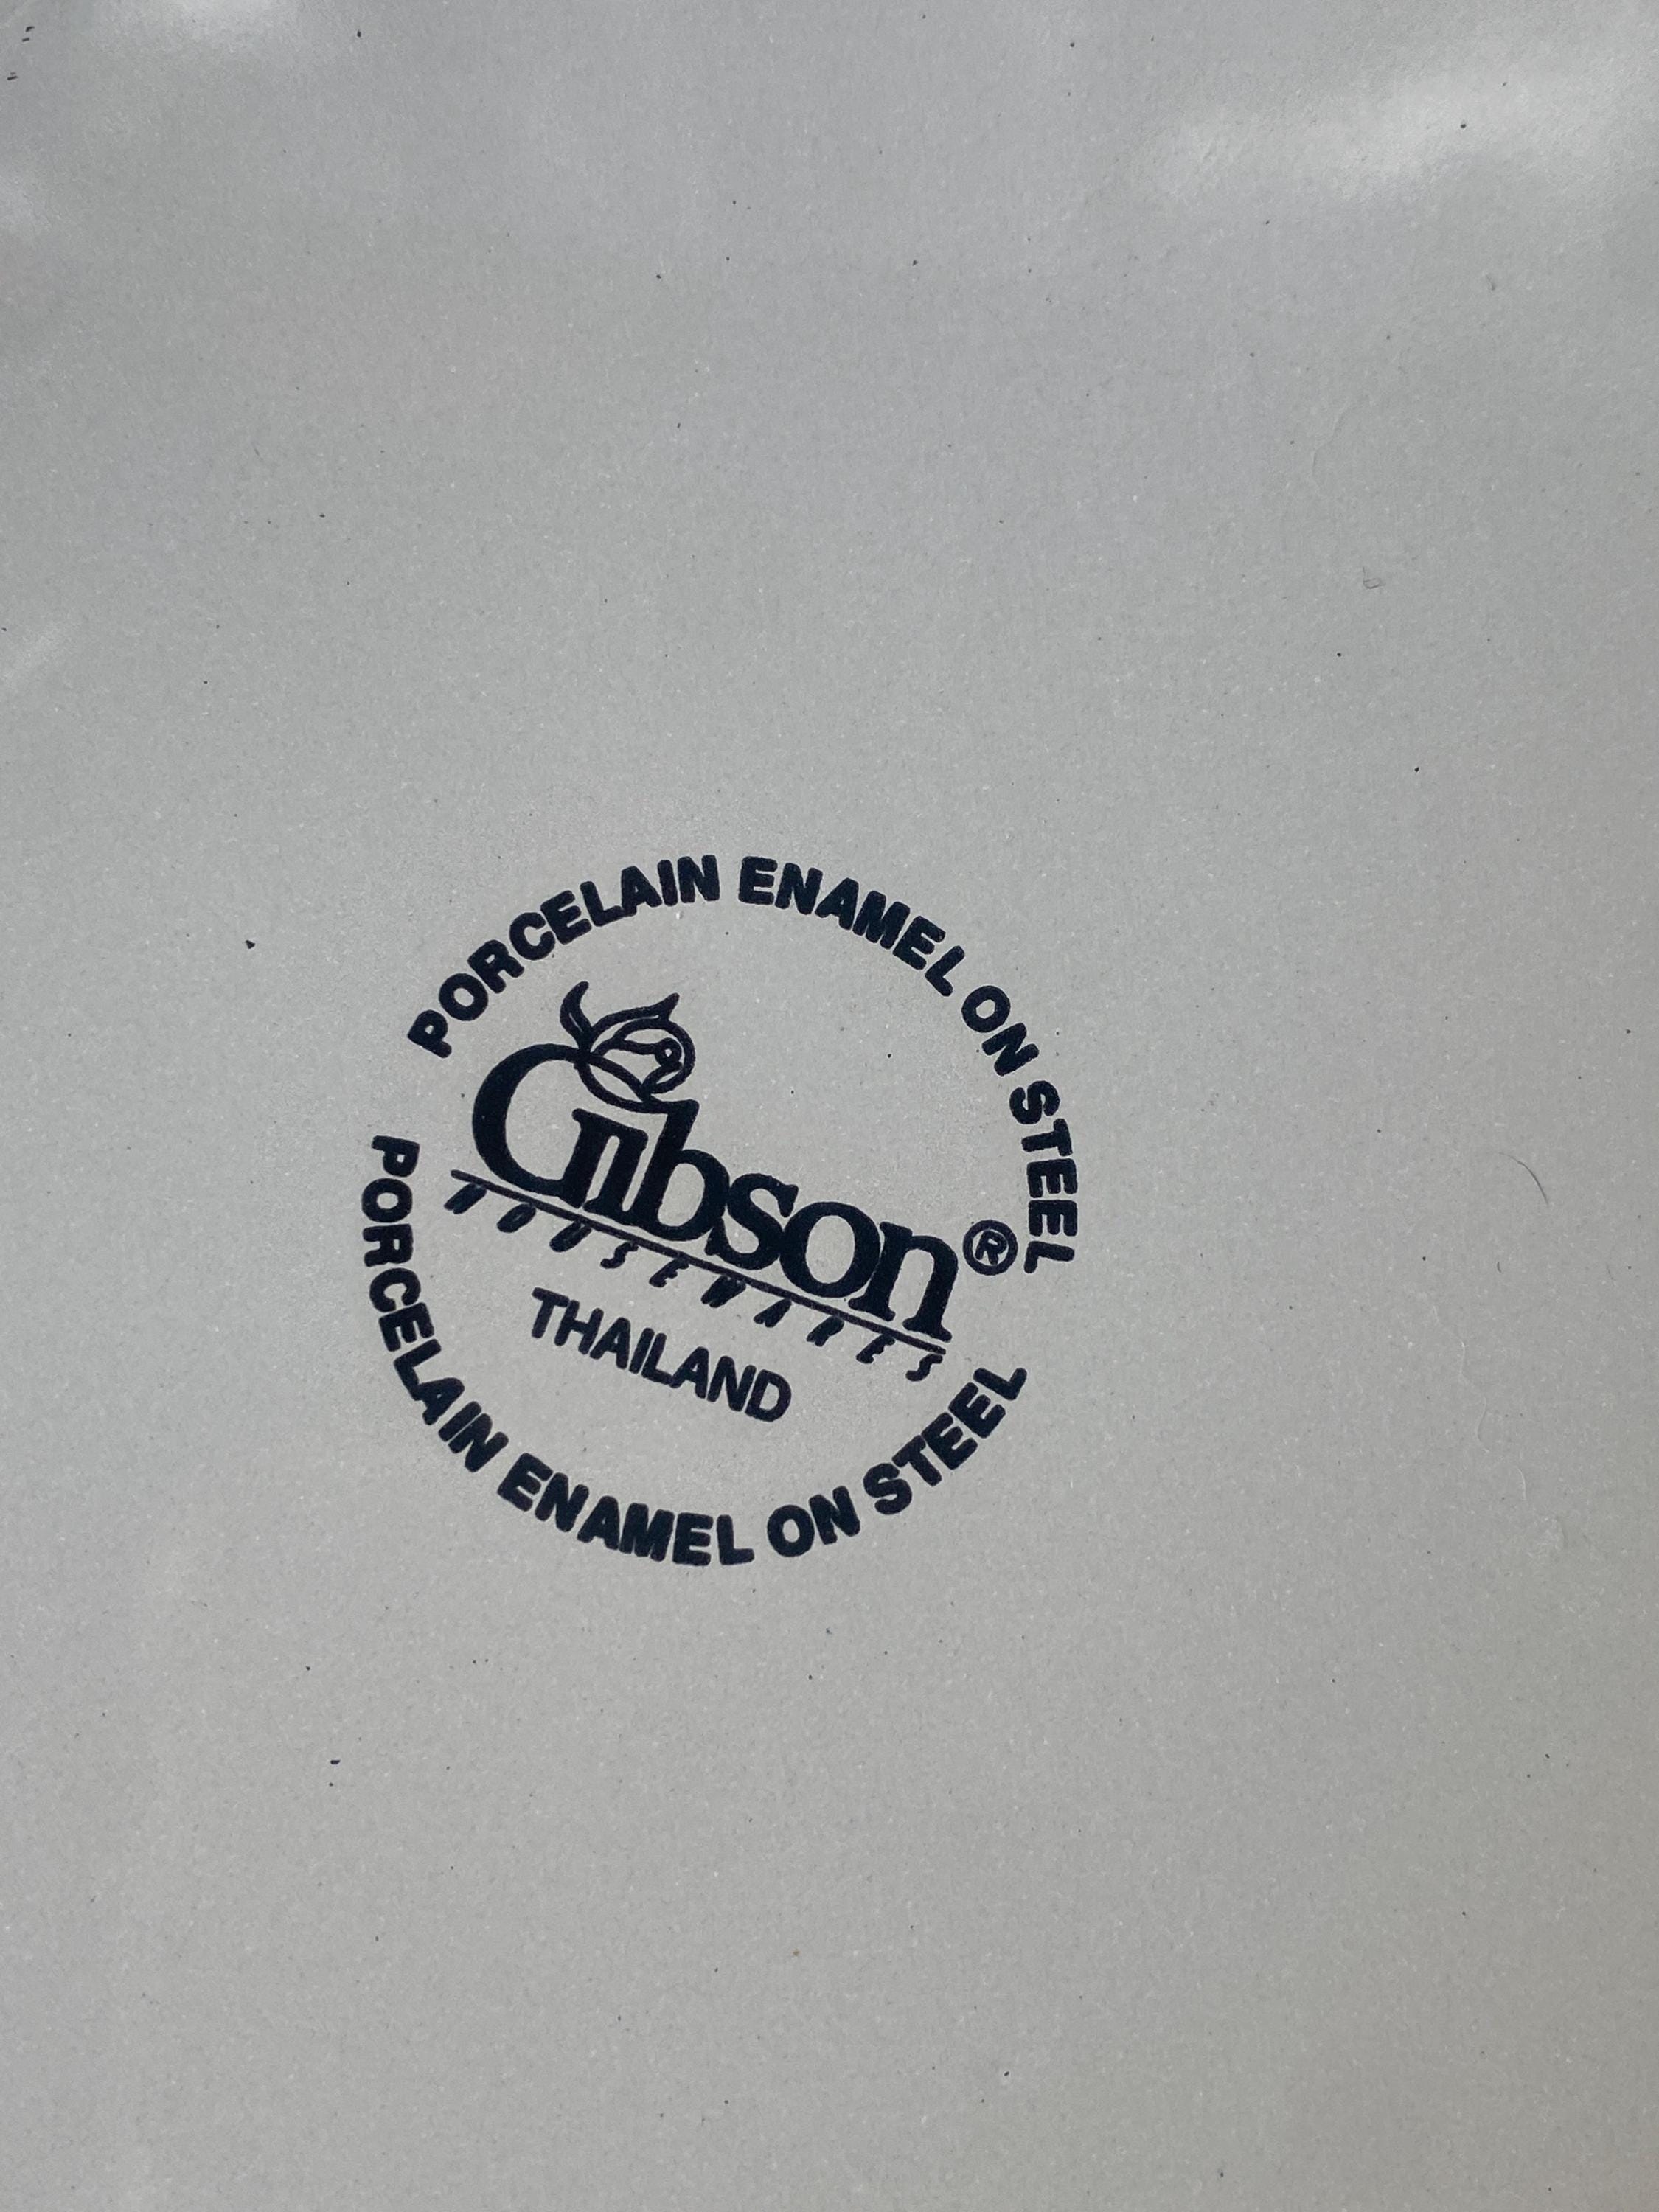 PORCELAIN ENAMEL ON STEEL
Gibson®
HOUSEWARES
THAILAND
PORCELAIN ENAMEL ON STEEL